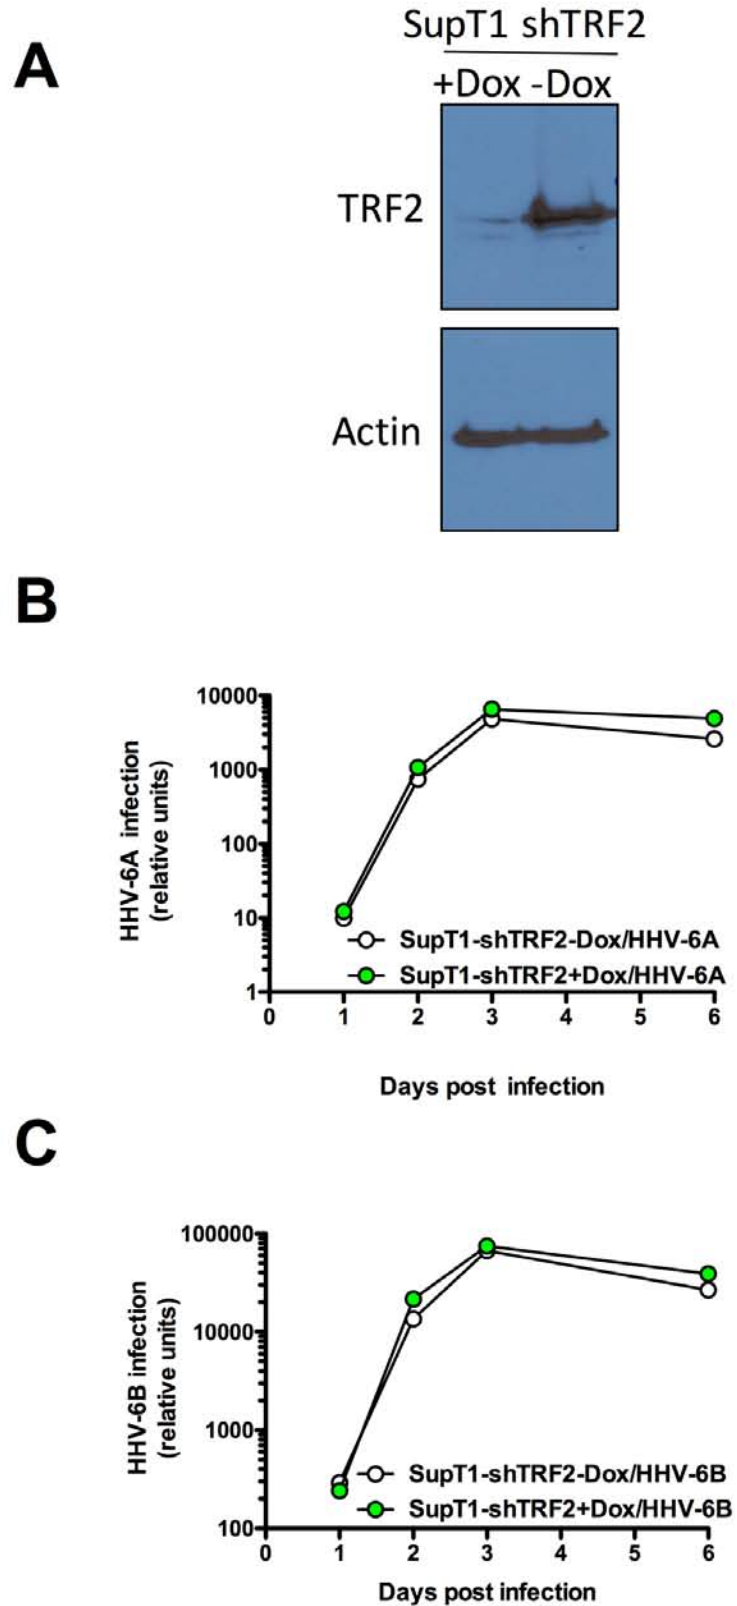 A
SupT1 shTRF2
+Dox -Dox
TRF2
Actin
B
HHV-6A infection
(relative units)
10000
1000
100
10
1
SupT1-shTRF2-Dox/HHV-6A
SupT1-shTRF2+Dox/HHV-6A
0 1 2 3 4 5 6
Days post infection
C
HHV-6B infection
(relative units)
100000
10000
1000
100
SupT1-shTRF2-Dox/HHV-6B
SupT1-shTRF2+Dox/HHV-6B
0 1 2 3 4 5 6
Days post infection